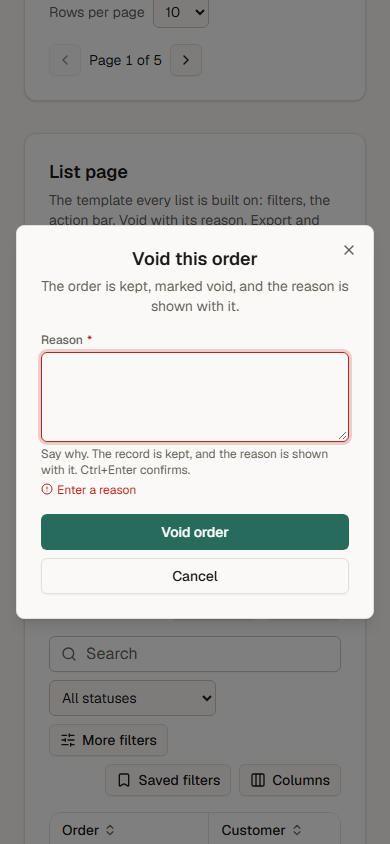 Rows per page 10
Page 1 of 5
List page
The template every list is built on: filters, the
action bar, Void with its reason, Export and
Void this order
The order is kept, marked void, and the reason is
shown with it.
Reason *
Say why. The record is kept, and the reason is shown
with it. Ctrl+Enter confirms.
Enter a reason
Void order
Cancel
Search
All statuses
More filters
Saved filters Columns
Order Customer